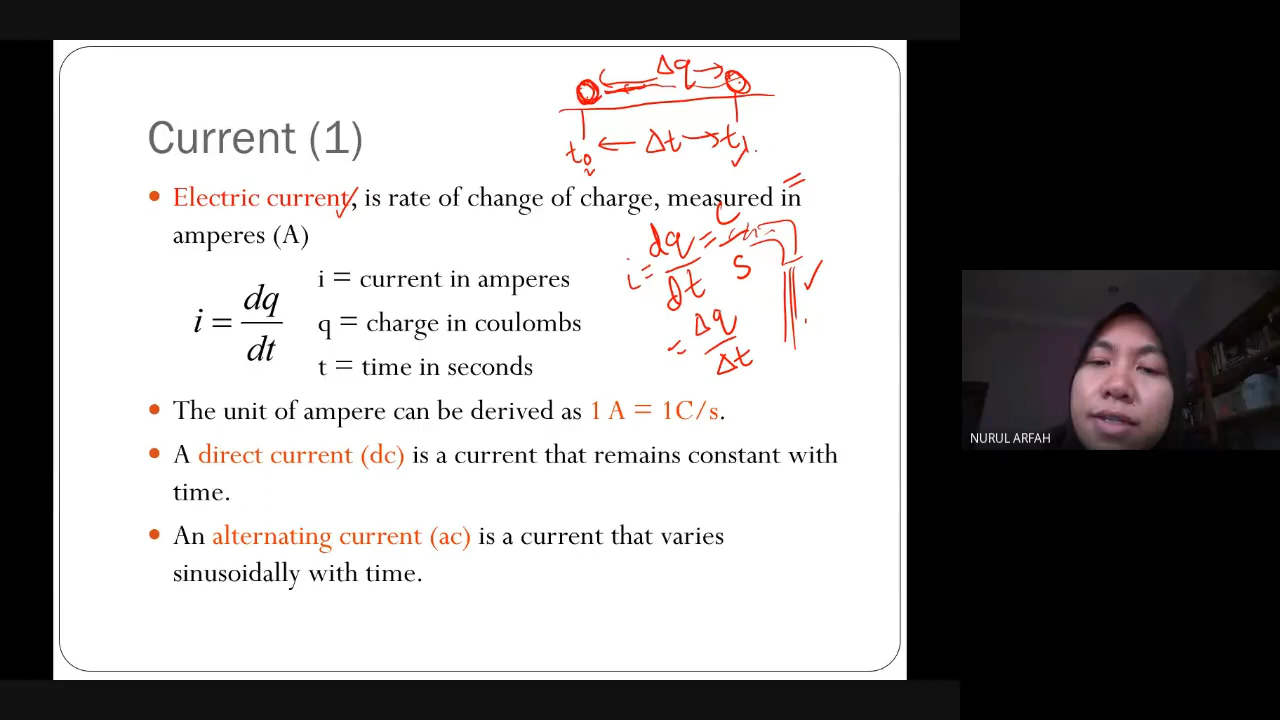 Δq
t₀ Δt t₁
Current (1)
• Electric current, is rate of change of charge, measured in
amperes (A)
i = dq/dt
i = current in amperes
q = charge in coulombs
t = time in seconds
i = dq/dt = C/s
= Δq/Δt
• The unit of ampere can be derived as 1 A = 1C/s.
• A direct current (dc) is a current that remains constant with
time.
• An alternating current (ac) is a current that varies
sinusoidally with time.
NURUL ARFAH